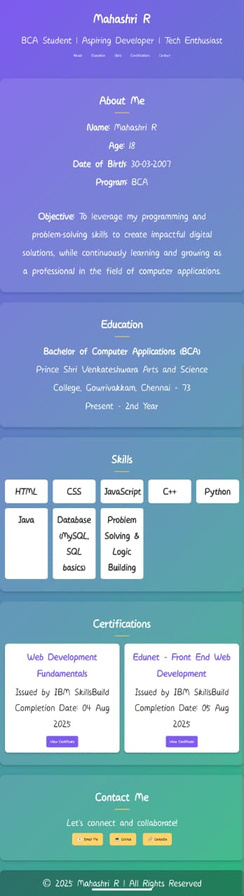 Mahashri R
BCA Student | Aspiring Developer | Tech Enthusiast
About Education Skills Certifications Contact
About Me
Name: Mahashri R
Age: 18
Date of Birth: 30-03-2007
Program: BCA
Objective: To leverage my programming and
problem-solving skills to create impactful digital
solutions, while continuously learning and growing as
a professional in the field of computer applications.
Education
Bachelor of Computer Applications (BCA)
Prince Shri Venkateshwara Arts and Science
College, Gowrivakkam, Chennai - 73
Present - 2nd Year
Skills
HTML CSS JavaScript C++ Python
Java
Database
(MySQL,
SQL
basics)
Problem
Solving &
Logic
Building
Certifications
Web Development
Fundamentals
Issued by IBM SkillsBuild
Completion Date: 04 Aug
2025
View Certificate
Edunet - Front End Web
Development
Issued by IBM SkillsBuild
Completion Date: 05 Aug
2025
View Certificate
Contact Me
Let's connect and collaborate!
Email Me GitHub LinkedIn
© 2025 Mahashri R | All Rights Reserved